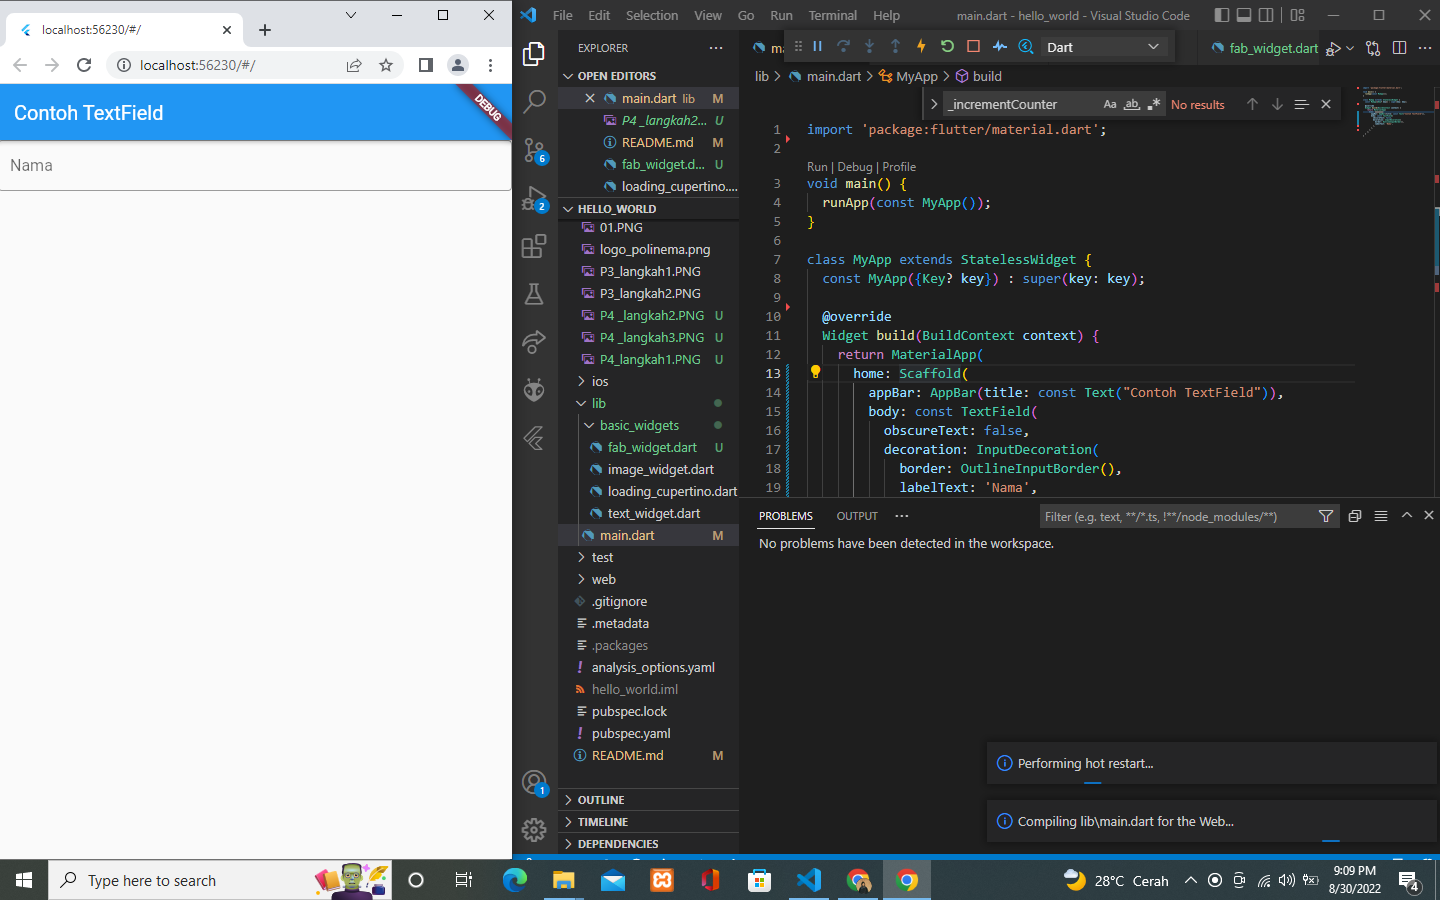 localhost:56230/#/
localhost:56230/#/
Contoh TextField
DEBUG
Nama
File Edit Selection View Go Run Terminal Help
main.dart - hello_world - Visual Studio Code
EXPLORER
Dart
fab_widget.dart
OPEN EDITORS
main.dart lib M
P4 _langkah2... U
README.md M
fab_widget.d... U
loading_cupertino....
HELLO_WORLD
01.PNG
logo_polinema.png
P3_langkah1.PNG
P3_langkah2.PNG
P4 _langkah2.PNG U
P4 _langkah3.PNG U
P4_langkah1.PNG U
ios
lib
basic_widgets
fab_widget.dart U
image_widget.dart
loading_cupertino.dart
text_widget.dart
main.dart M
test
web
.gitignore
.metadata
.packages
analysis_options.yaml
hello_world.iml
pubspec.lock
pubspec.yaml
README.md M
OUTLINE
TIMELINE
DEPENDENCIES
6
2
1
lib > main.dart > MyApp > build
_incrementCounter Aa ab .* No results
1 import 'package:flutter/material.dart';
2
Run | Debug | Profile
3 void main() {
4 runApp(const MyApp());
5 }
6
7 class MyApp extends StatelessWidget {
8 const MyApp({Key? key}) : super(key: key);
9
10 @override
11 Widget build(BuildContext context) {
12 return MaterialApp(
13 home: Scaffold(
14 appBar: AppBar(title: const Text("Contoh TextField")),
15 body: const TextField(
16 obscureText: false,
17 decoration: InputDecoration(
18 border: OutlineInputBorder(),
19 labelText: 'Nama',
PROBLEMS OUTPUT ...
Filter (e.g. text, **/*.ts, !**/node_modules/**)
No problems have been detected in the workspace.
Performing hot restart...
Compiling lib\main.dart for the Web...
Type here to search
28°C Cerah
9:09 PM
8/30/2022
4